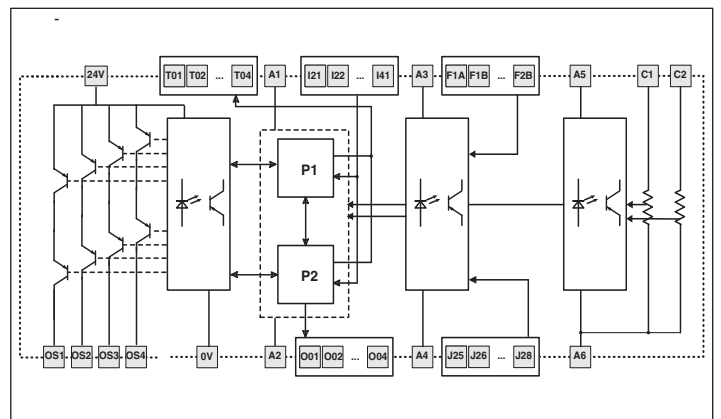 -
24V T01 T02 ... T04 A1 I21 I22 ... I41 A3 F1A F1B ... F2B A5 C1 C2
P1
P2
OS1 OS2 OS3 OS4 0V A2 O01 O02 ... O04 A4 J25 J26 ... J28 A6